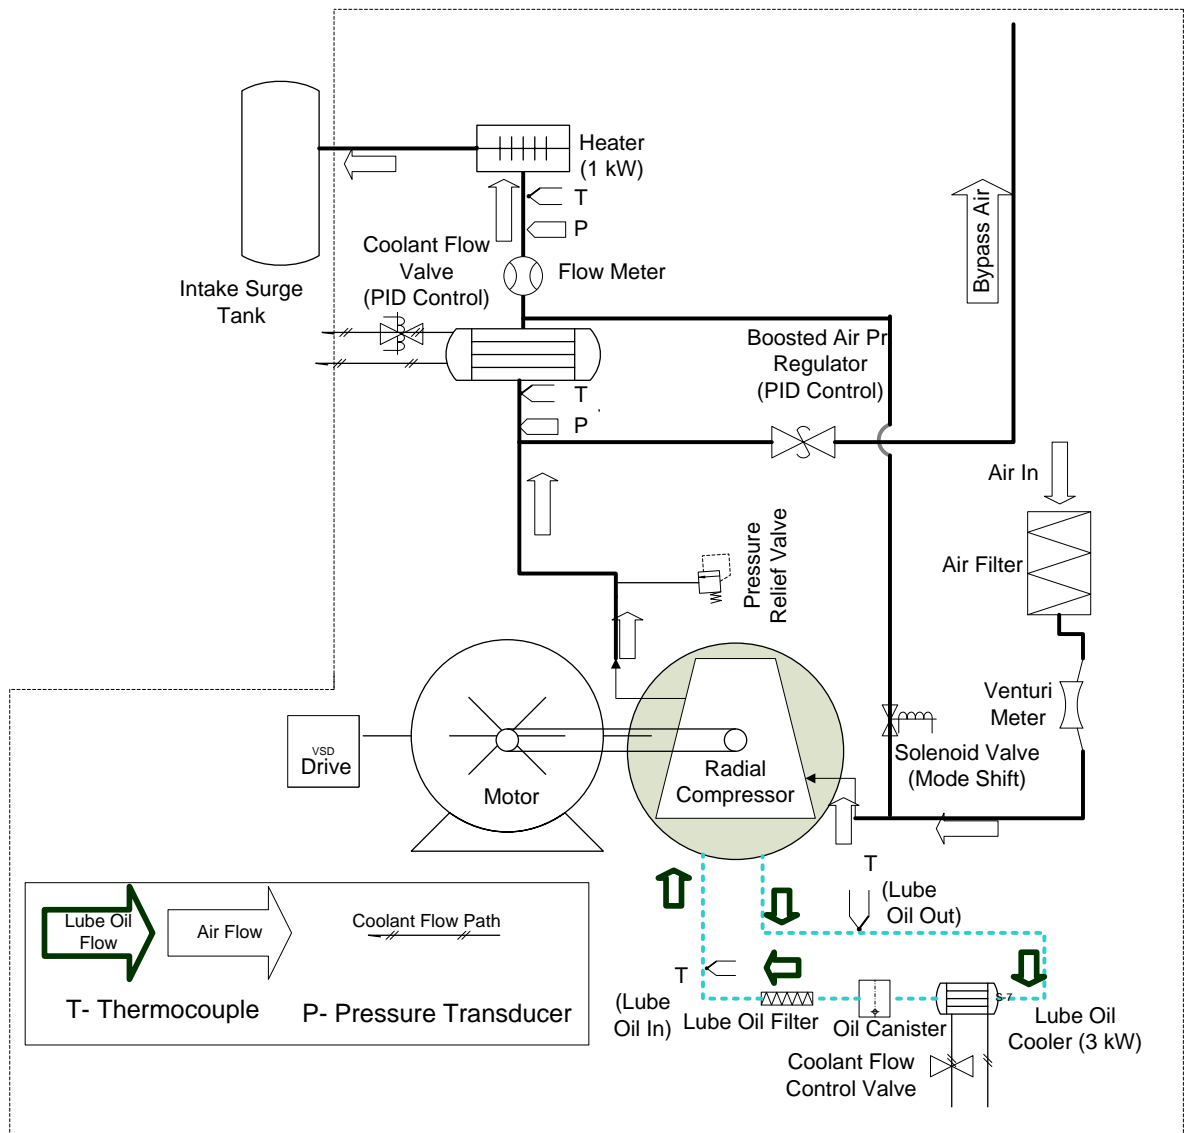 Heater
(1 kW)
T
P
Coolant Flow
Valve
(PID Control)
Flow Meter
Intake Surge
Tank
Bypass Air
Boosted Air Pr
Regulator
(PID Control)
T
P
Air In
Air Filter
Pressure
Relief Valve
Venturi
Meter
Solenoid Valve
(Mode Shift)
VSD
Drive
Motor
Radial
Compressor
T
(Lube
Oil Out)
Lube Oil
Flow
Air Flow
Coolant Flow Path
T- Thermocouple
P- Pressure Transducer
T
(Lube
Oil In)
Lube Oil Filter
Oil Canister
S-7
Lube Oil
Cooler (3 kW)
Coolant Flow
Control Valve